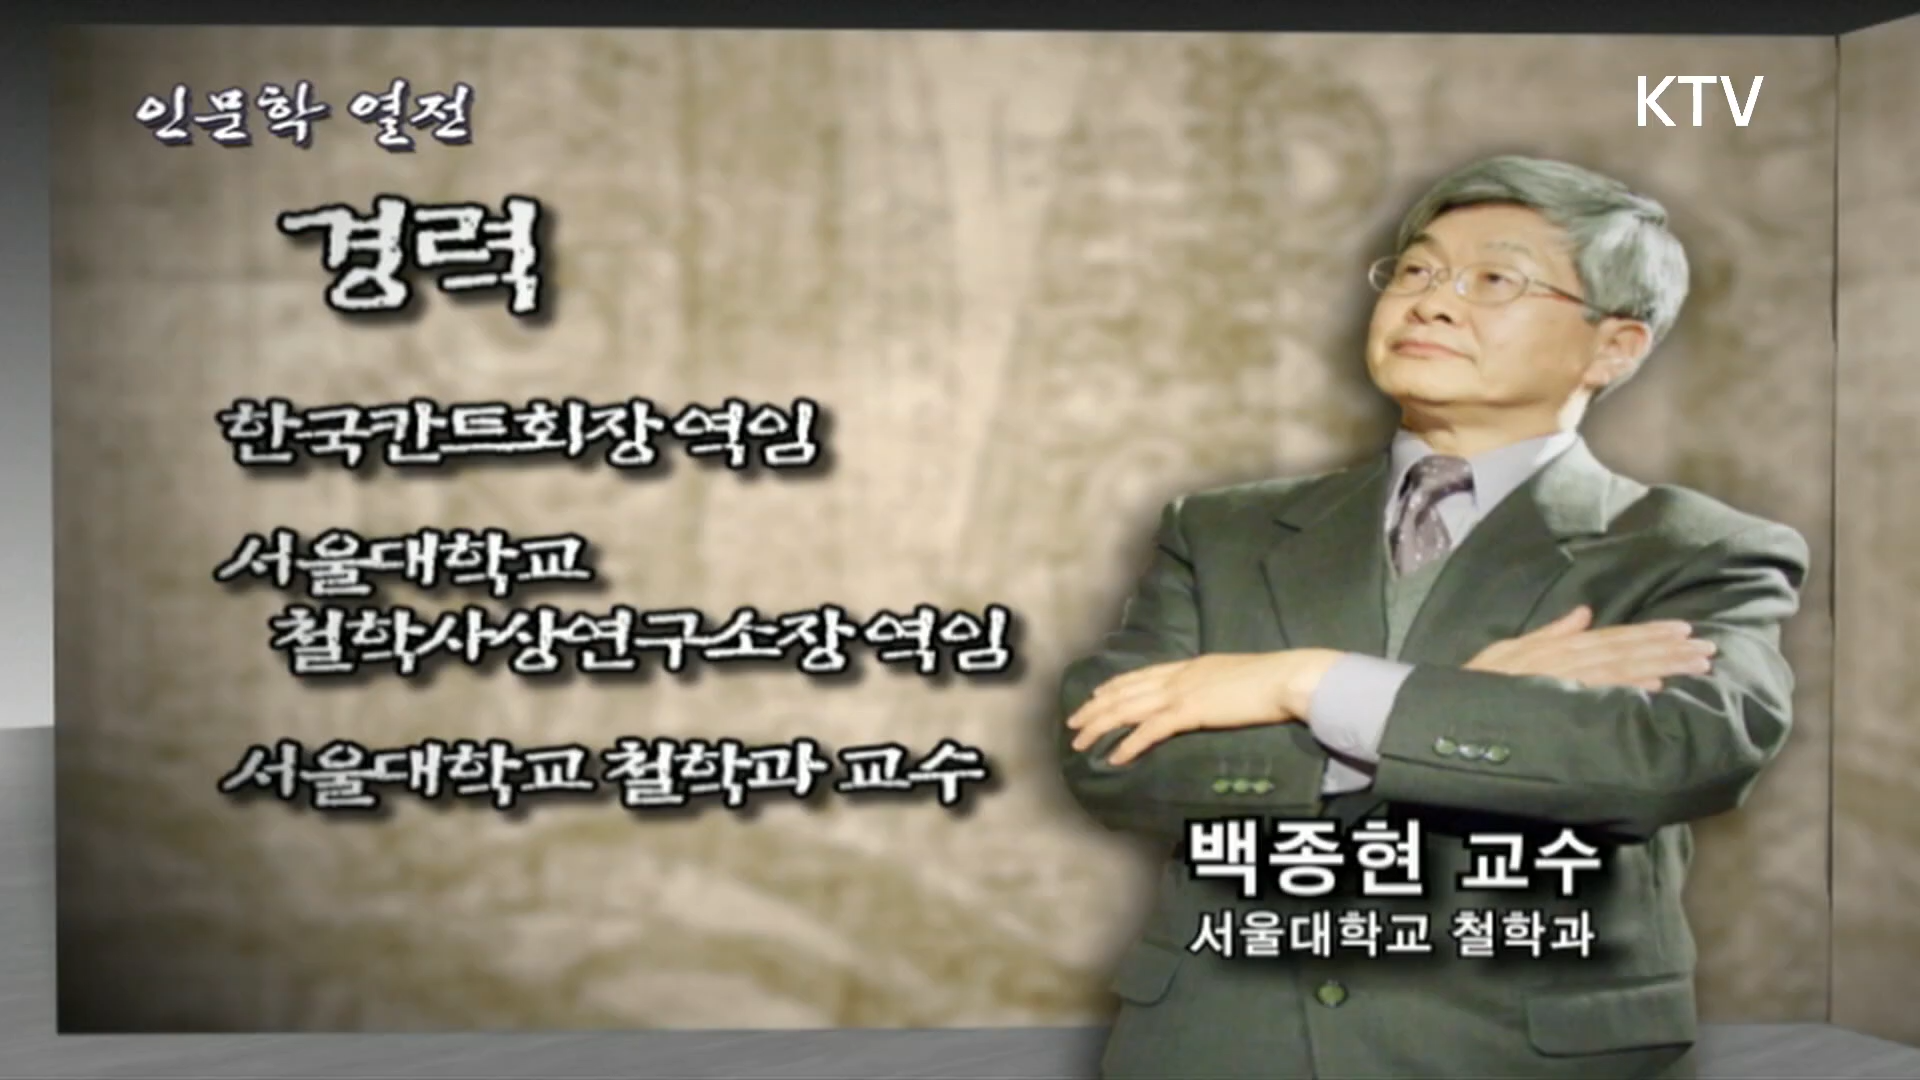 인문학 열전
KTV
경력
한국칸트회장 역임
서울대학교
철학사상연구소장 역임
서울대학교 철학과 교수
백종현 교수
서울대학교 철학과